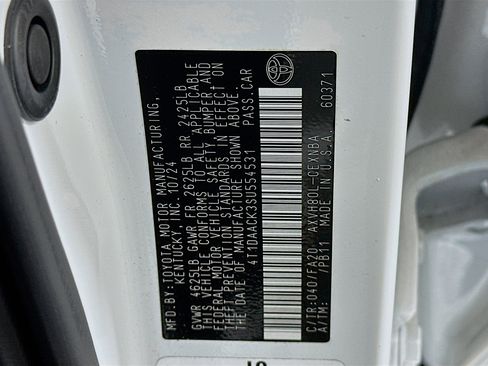 MFD.BY:TOYOTA MOTOR MANUFACTURING,
KENTUCKY, INC. 10/24
GVWR 4625LB GAWR FR 2625LB RR 2425LB
THIS VEHICLE CONFORMS TO ALL APPLICABLE
FEDERAL MOTOR VEHICLE SAFETY BUMPER, AND
THEFT PREVENTION STANDARDS IN EFFECT ON
THE DATE OF MANUFACTURE SHOWN ABOVE.
4T1DAACK3SU554531 PASS.CAR
C/TR:040/FA20 AXVH80L-CEXNBA
A/TM: /PB11 MADE IN U.S.A. 60371